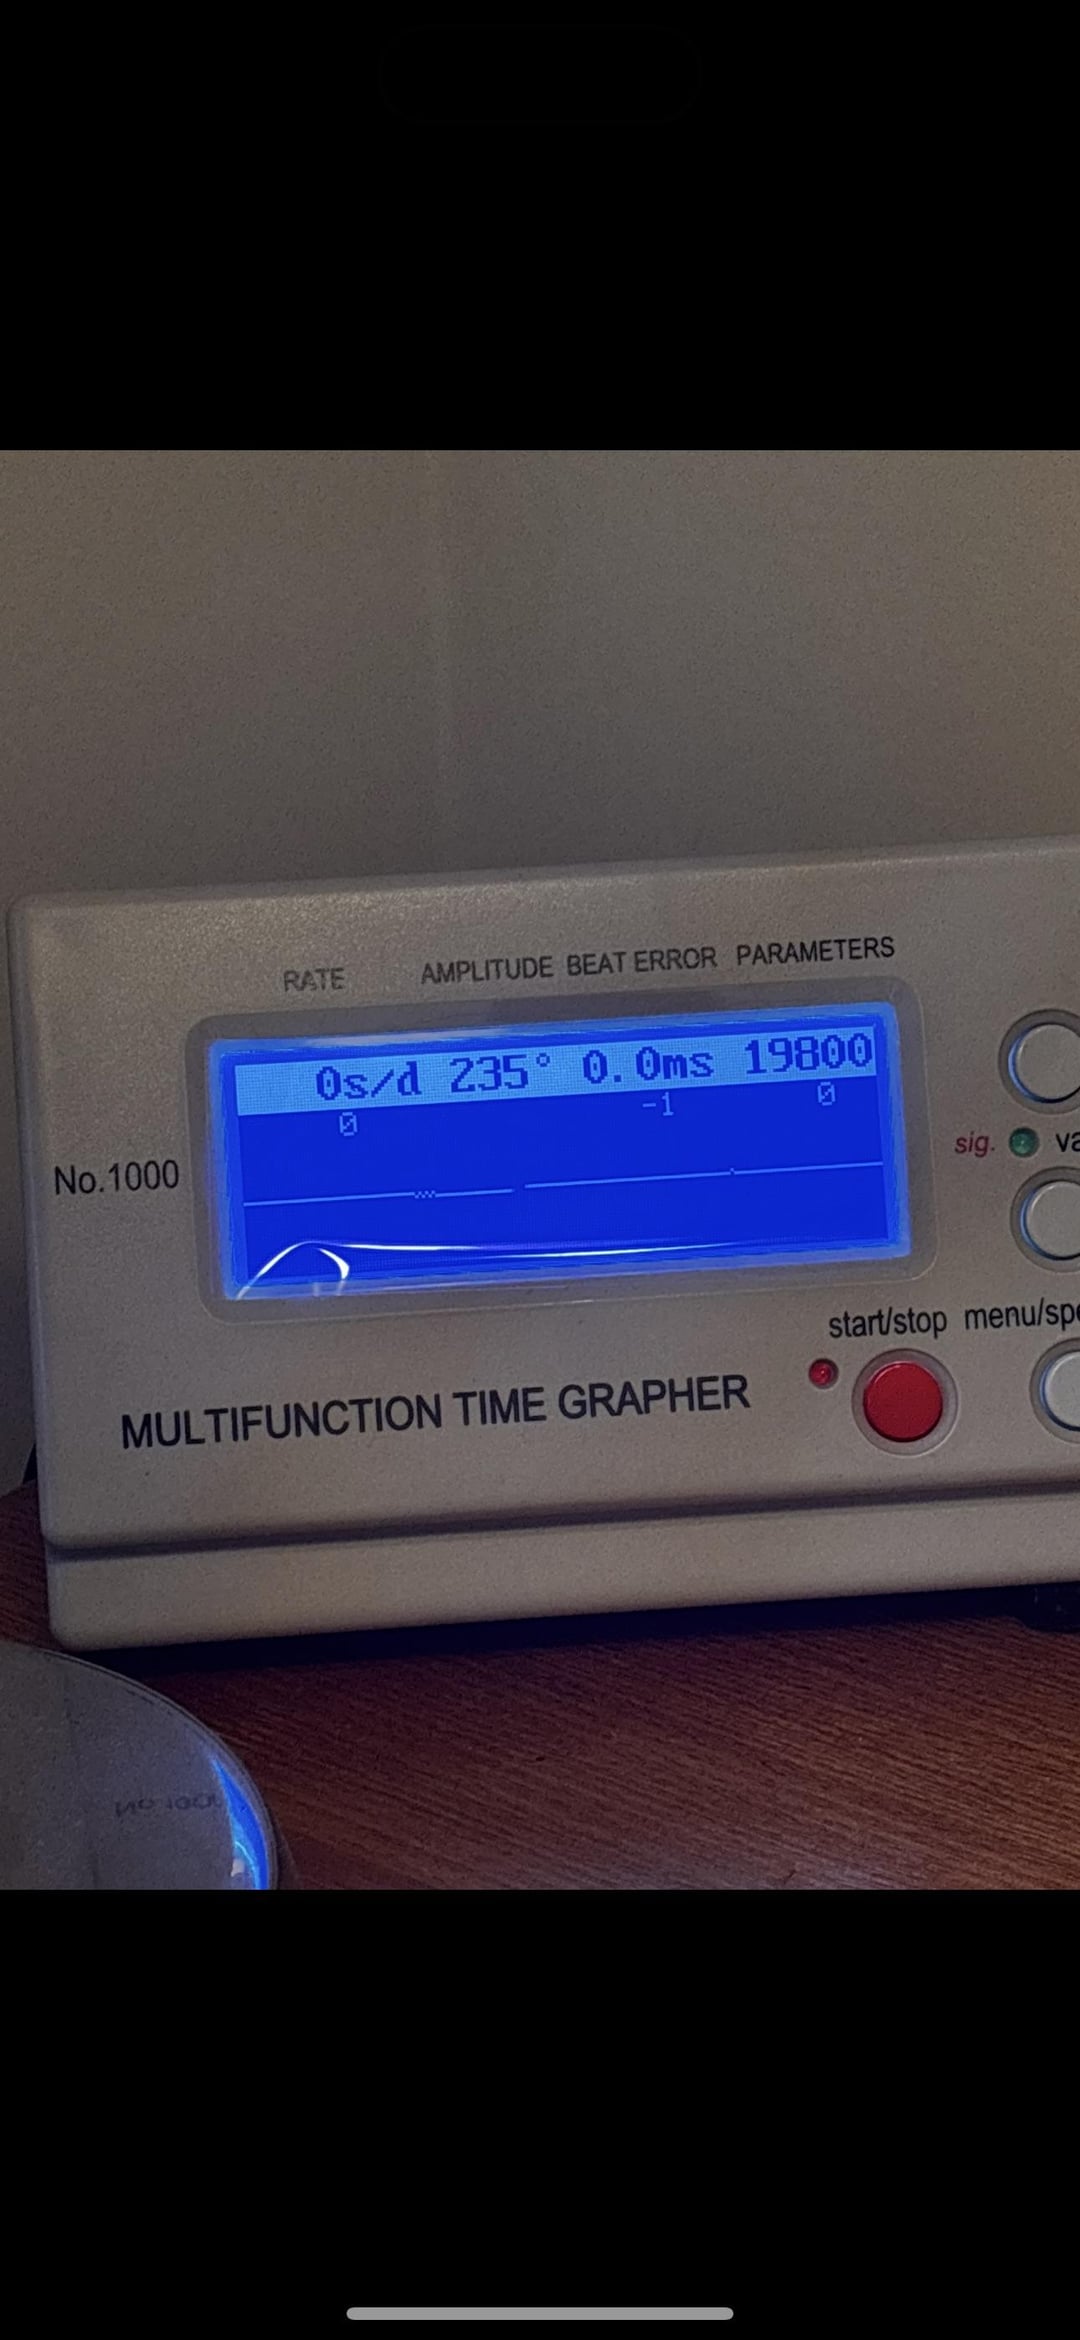 RATE AMPLITUDE BEAT ERROR PARAMETERS
0s/d 235° 0.0ms 19800
0 -1 0
sig.
No.1000
start/stop
MULTIFUNCTION TIME GRAPHER